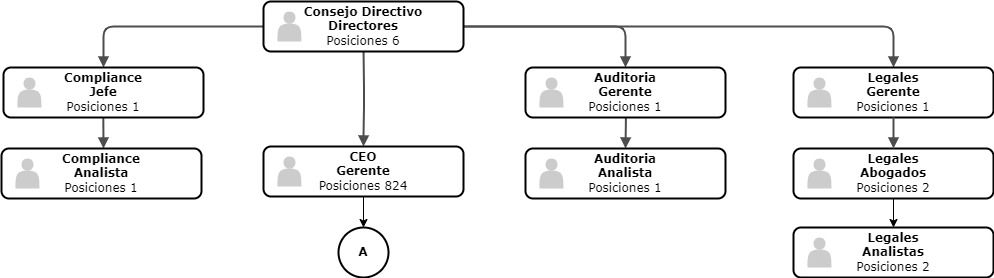 Consejo Directivo
Directores
Posiciones 6
Compliance
Jefe
Posiciones 1
Auditoria
Gerente
Posiciones 1
Legales
Gerente
Posiciones 1
Compliance
Analista
Posiciones 1
CEO
Gerente
Posiciones 824
Auditoria
Analista
Posiciones 1
Legales
Abogados
Posiciones 2
A
Legales
Analistas
Posiciones 2